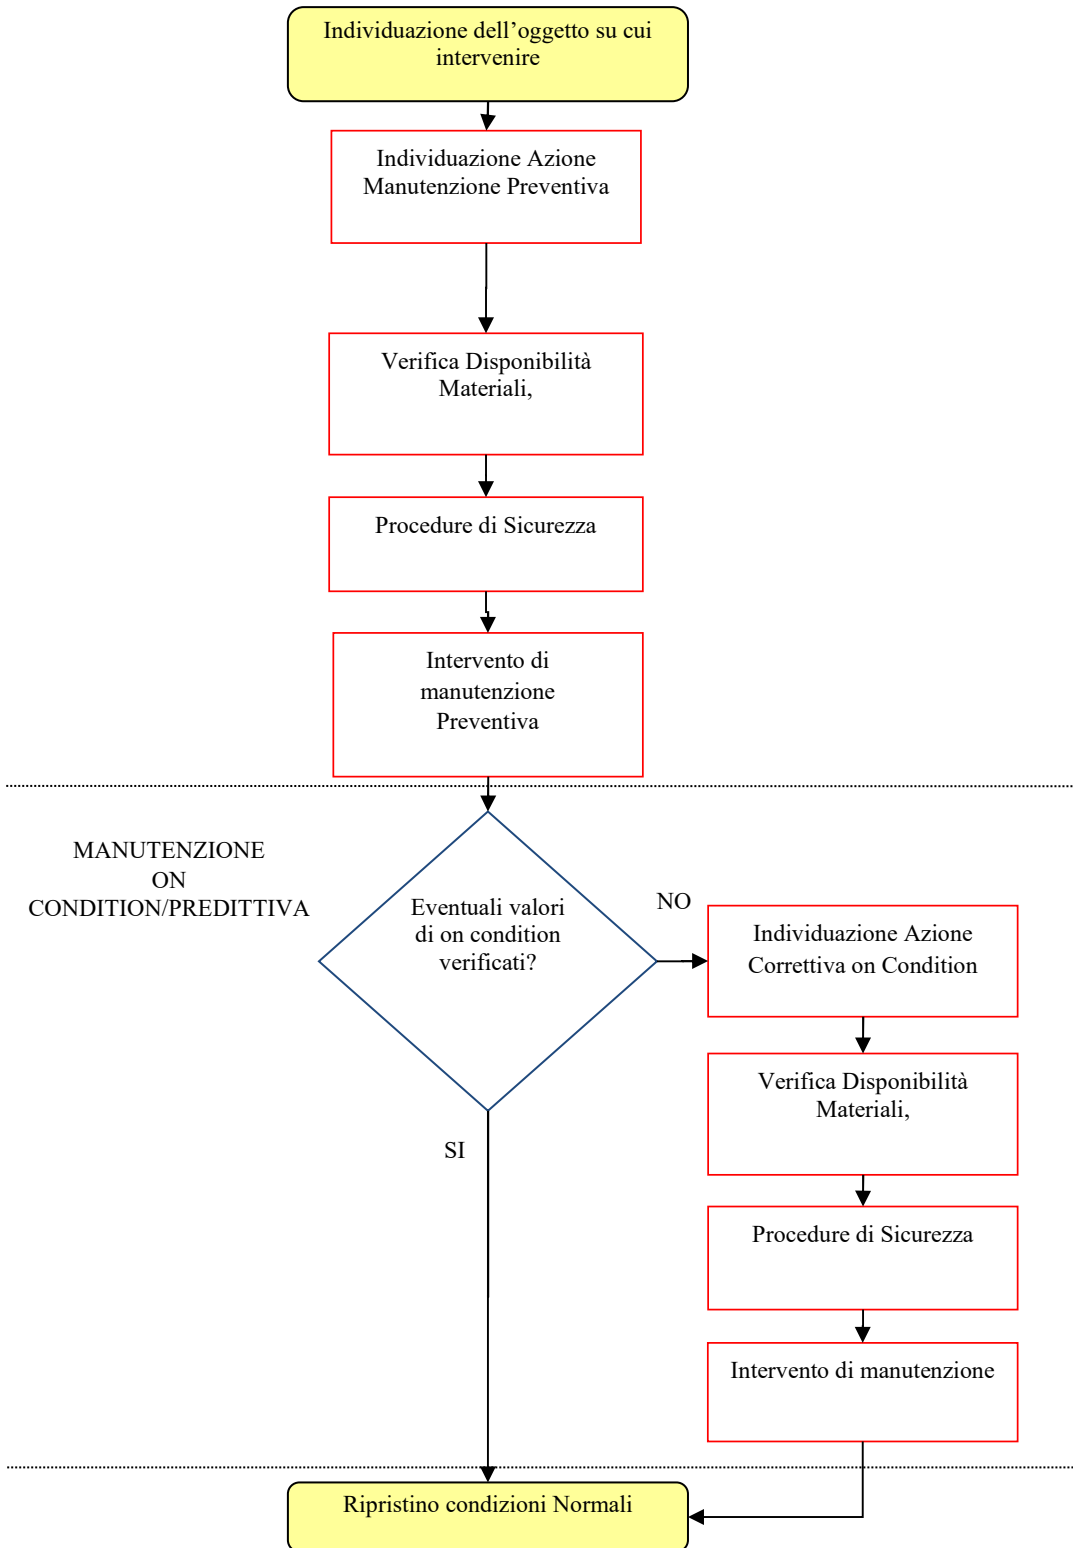 Individuazione dell’oggetto su cui
intervenire
Individuazione Azione
Manutenzione Preventiva
Verifica Disponibilità
Materiali,
Procedure di Sicurezza
Intervento di
manutenzione
Preventiva
MANUTENZIONE
ON
CONDITION/PREDITTIVA
Eventuali valori
di on condition
verificati?
NO
Individuazione Azione
Correttiva on Condition
Verifica Disponibilità
Materiali,
SI
Procedure di Sicurezza
Intervento di manutenzione
Ripristino condizioni Normali